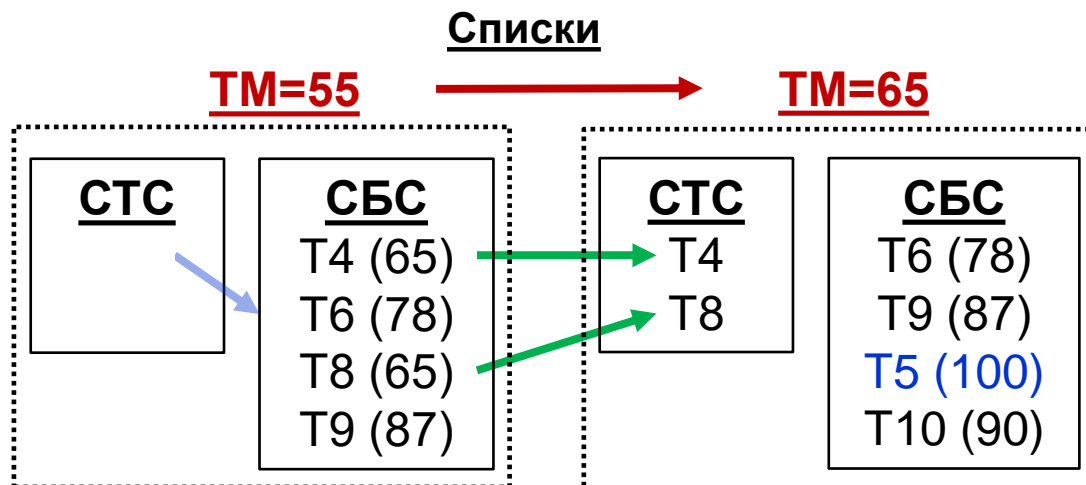 Списки
ТМ=55
ТМ=65
СТС
СБС
Т4 (65)
Т6 (78)
Т8 (65)
Т9 (87)
СТС
Т4
Т8
СБС
Т6 (78)
Т9 (87)
Т5 (100)
Т10 (90)